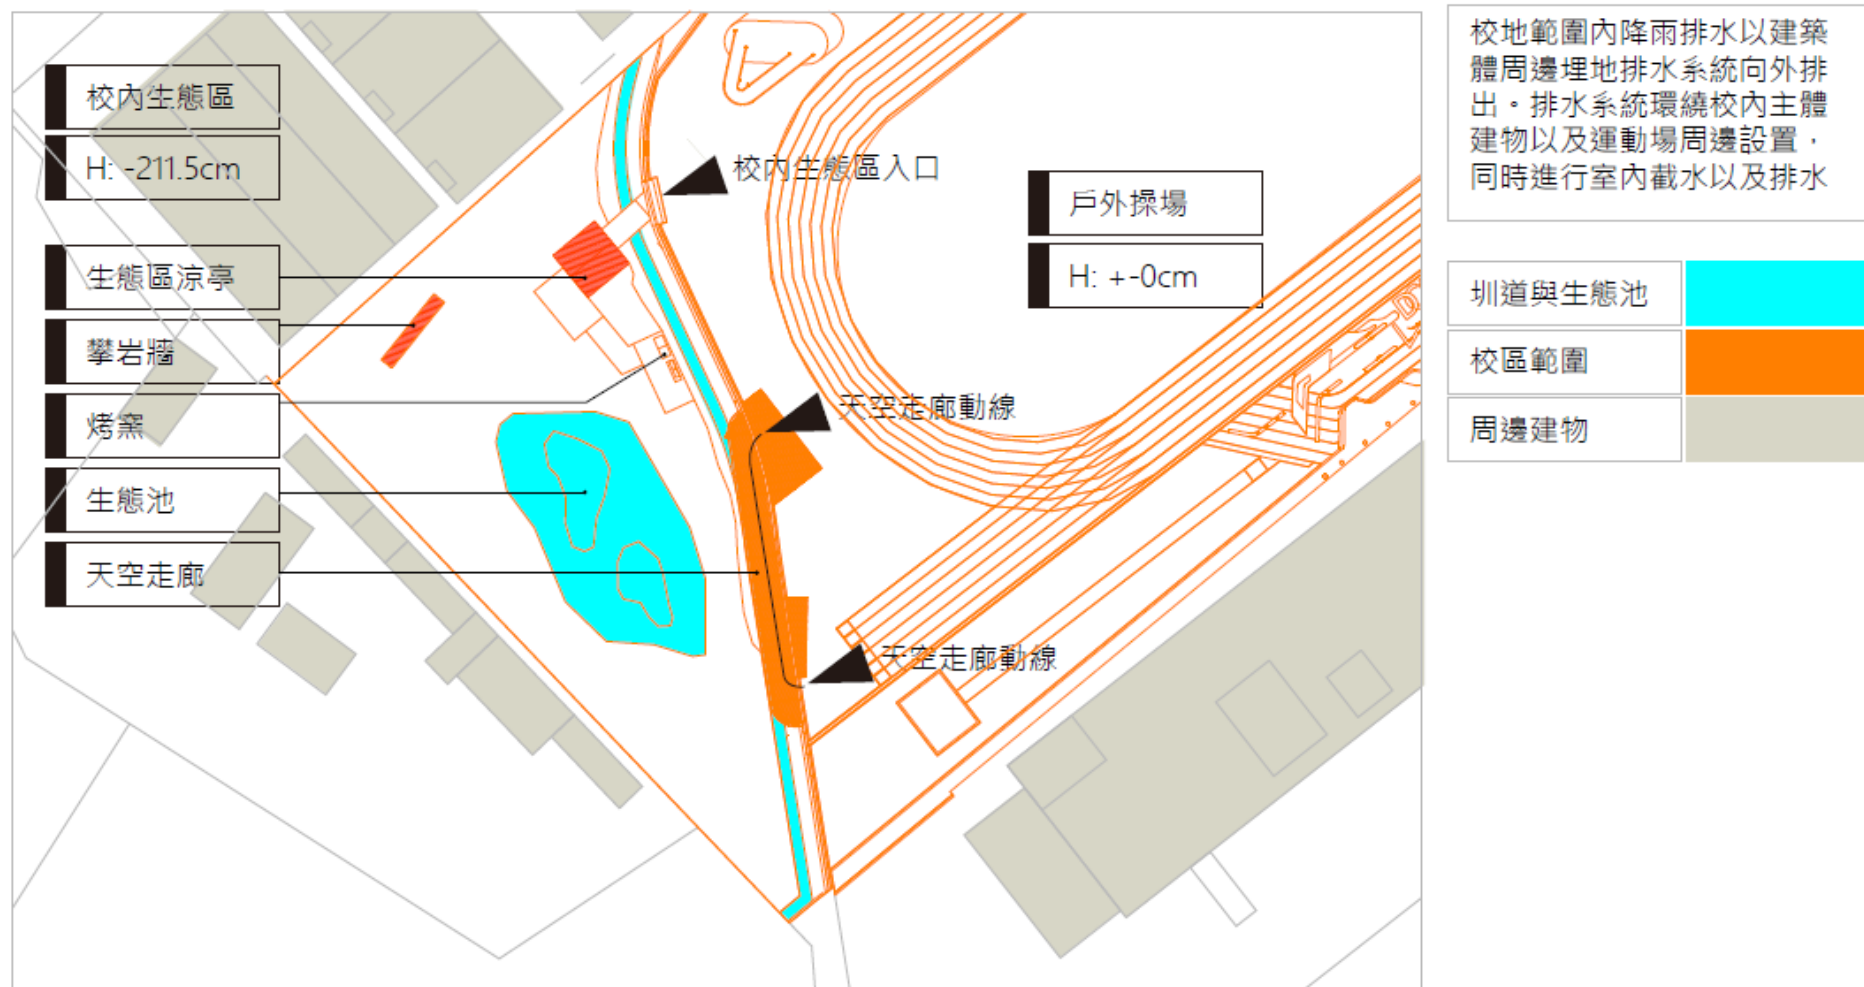 校內生態區
H: -211.5cm
生態區涼亭
攀岩牆
烤窯
生態池
天空走廊
校內生態區入口
戶外操場
H: +-0cm
天空走廊動線
天空走廊動線
校地範圍內降雨排水以建築
體周邊埋地排水系統向外排
出。排水系統環繞校內主體
建物以及運動場周邊設置，
同時進行室內截水以及排水
圳道與生態池
校區範圍
周邊建物